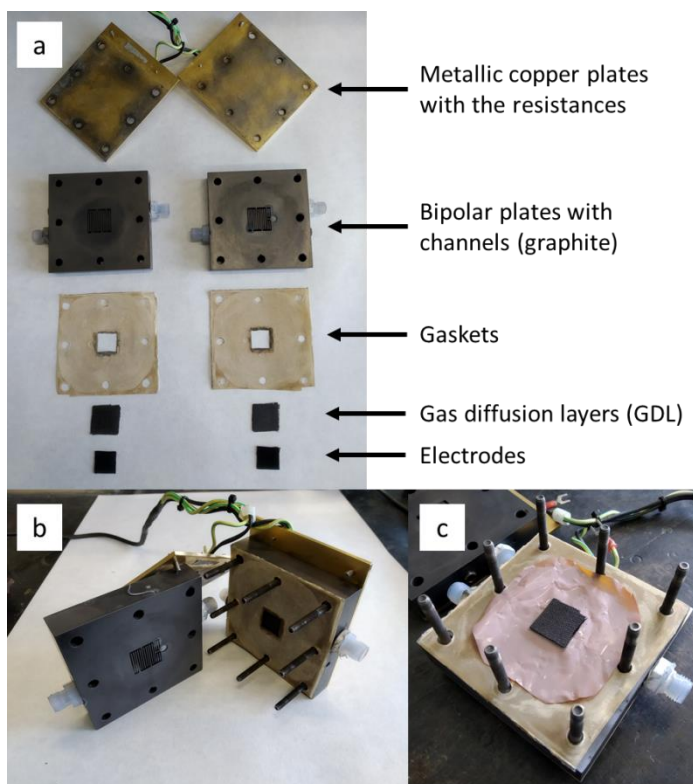 a
Metallic copper plates
with the resistances
Bipolar plates with
channels (graphite)
Gaskets
Gas diffusion layers (GDL)
Electrodes
b
c